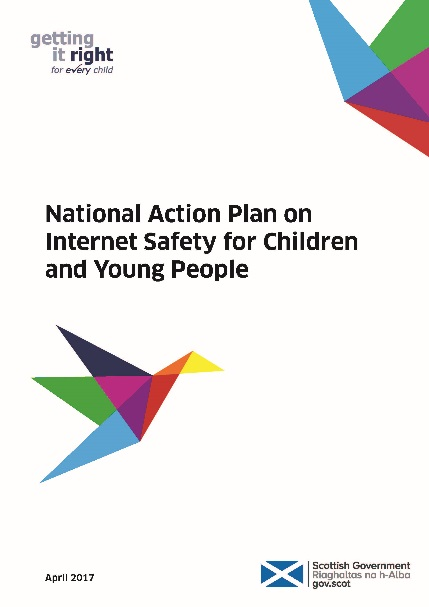 getting
it right
for every child
National Action Plan on
Internet Safety for Children
and Young People
April 2017
Scottish Government
Riaghaltas na h-Alba
gov.scot